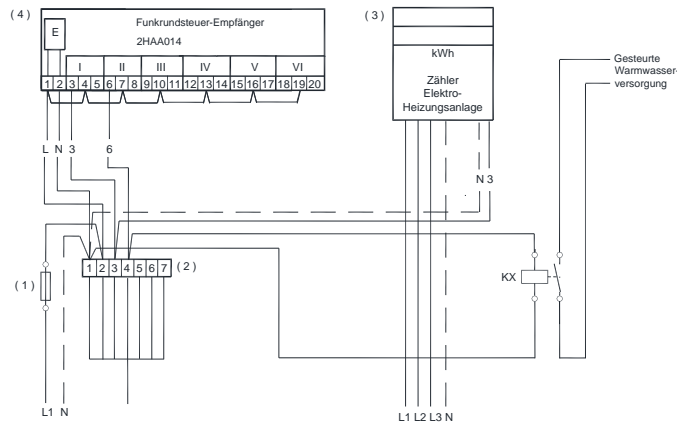 ( 4 )
Funkrundsteuer-Empfänger
2HAA014
E
I II III IV V VI
1 2 3 4 5 6 7 8 9 10 11 12 13 14 15 16 17 18 19 20
L N 3 6
( 3 )
kWh
Zähler
Elektro-
Heizungsanlage
Gesteurte
Warmwasser-
versorgung
N 3
1 2 3 4 5 6 7 ( 2 )
( 1 )
KX
L1 N
L1 L2 L3 N